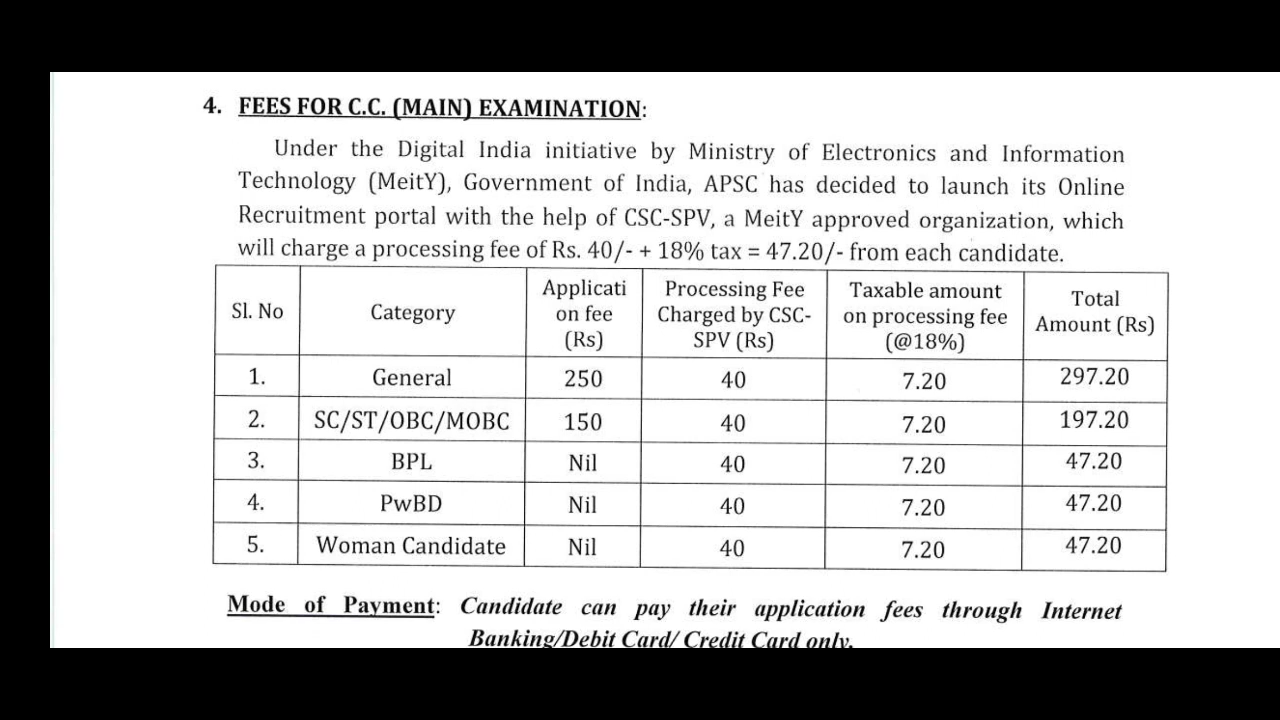 4. FEES FOR C.C. (MAIN) EXAMINATION:
Under the Digital India initiative by Ministry of Electronics and Information
Technology (MeitY), Government of India, APSC has decided to launch its Online
Recruitment portal with the help of CSC-SPV, a MeitY approved organization, which
will charge a processing fee of Rs. 40/- + 18% tax = 47.20/- from each candidate.
Sl. No Category Applicati on fee (Rs) Processing Fee Charged by CSC- SPV (Rs) Taxable amount on processing fee (@18%) Total Amount (Rs)
1. General 250 40 7.20 297.20
2. SC/ST/OBC/MOBC 150 40 7.20 197.20
3. BPL Nil 40 7.20 47.20
4. PwBD Nil 40 7.20 47.20
5. Woman Candidate Nil 40 7.20 47.20
Mode of Payment: Candidate can pay their application fees through Internet
Banking/Debit Card/ Credit Card only.